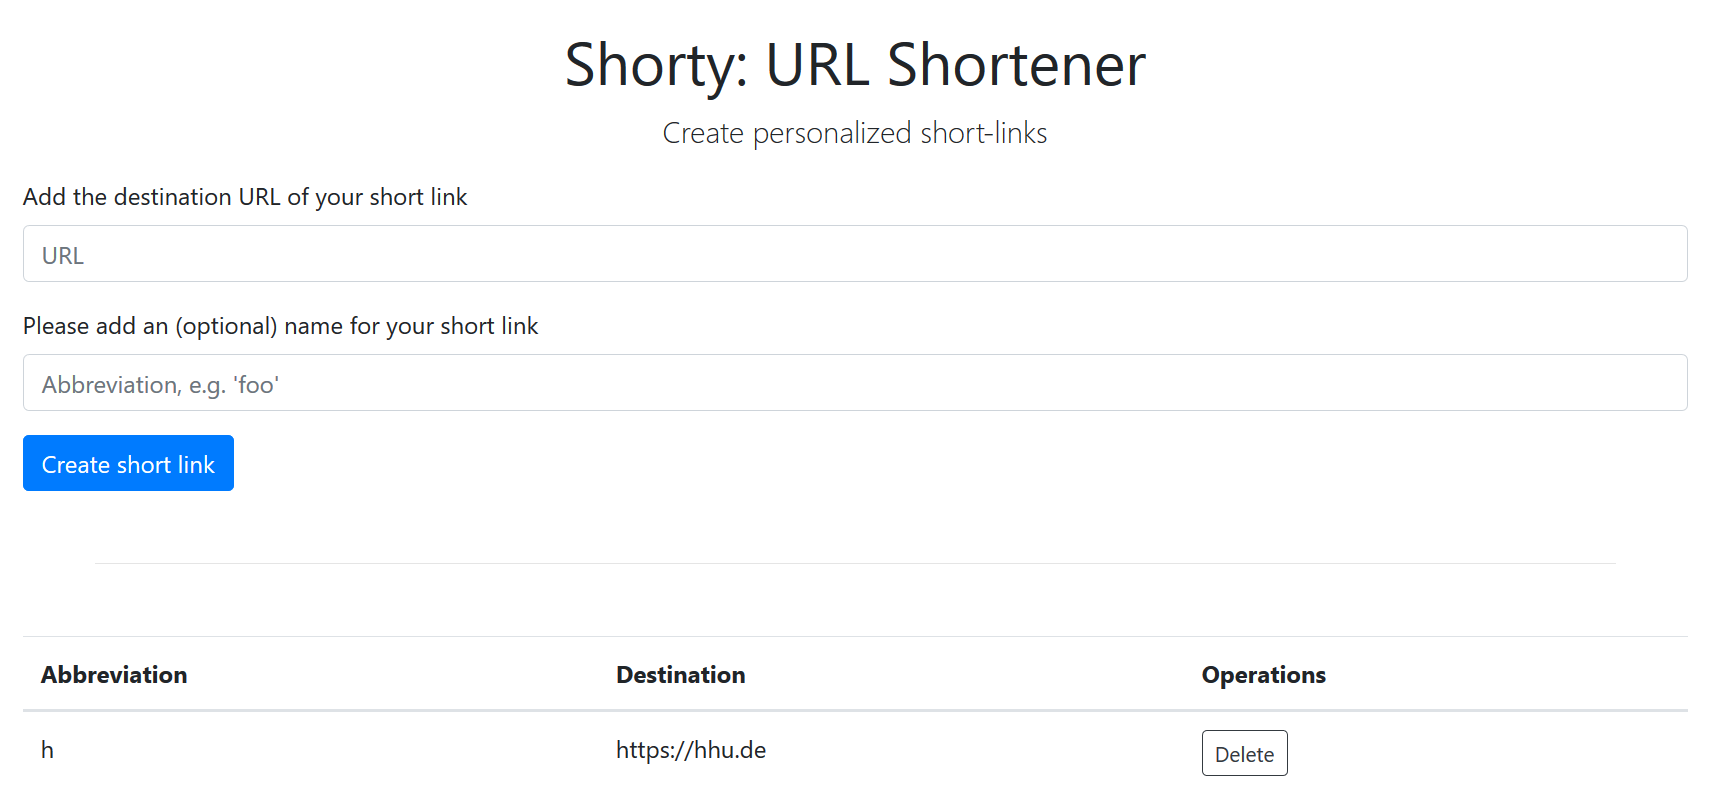 Shorty: URL Shortener
Create personalized short-links
Add the destination URL of your short link
URL
Please add an (optional) name for your short link
Abbreviation, e.g. 'foo'
Create short link
Abbreviation Destination Operations
h https://hhu.de Delete